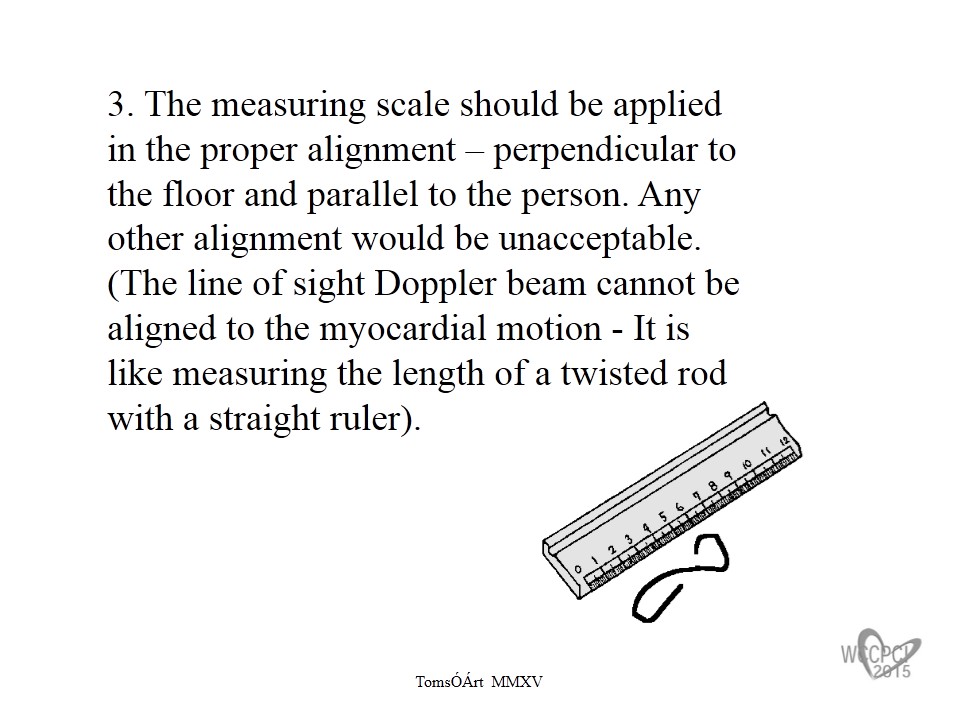 3. The measuring scale should be applied
in the proper alignment – perpendicular to
the floor and parallel to the person. Any
other alignment would be unacceptable.
(The line of sight Doppler beam cannot be
aligned to the myocardial motion - It is
like measuring the length of a twisted rod
with a straight ruler).
0 1 2 3 4 5 6 7 8 9 10 11 12
WCCPCI
2015
TomsÓÁrt MMXV